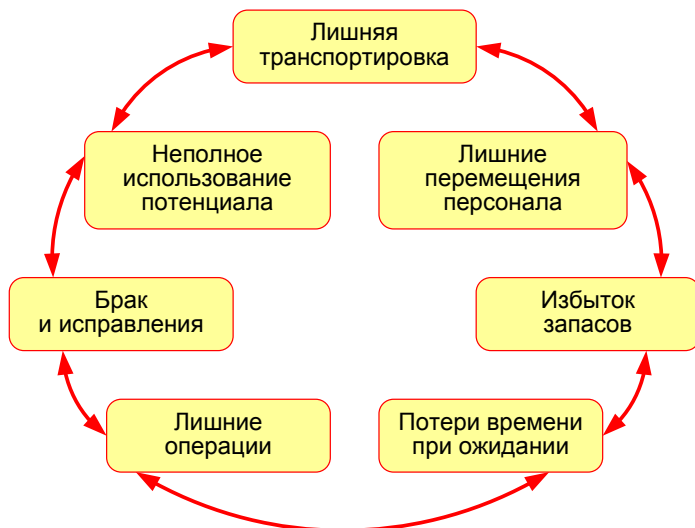 Лишняя
транспортировка
Неполное
использование
потенциала
Лишние
перемещения
персонала
Брак
и исправления
Избыток
запасов
Лишние
операции
Потери времени
при ожидании